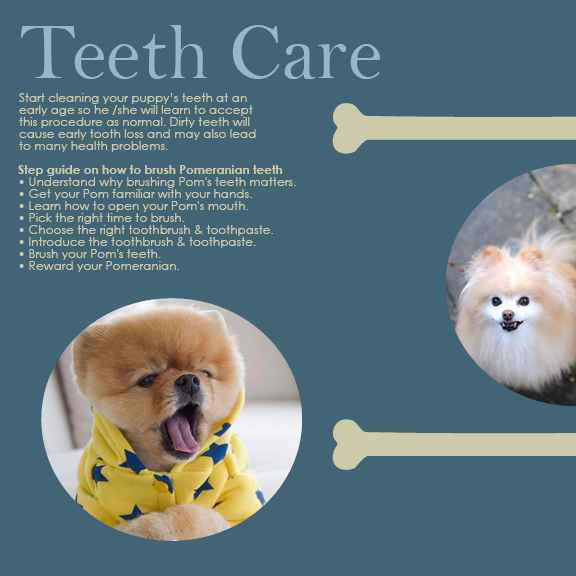 Teeth Care
Start cleaning your puppy's teeth at an
early age so he /she will learn to accept
this procedure as normal. Dirty teeth will
cause early tooth loss and may also lead
to many health problems.
Step guide on how to brush Pomeranian teeth
• Understand why brushing Pom's teeth matters.
• Get your Pom familiar with your hands.
• Learn how to open your Pom's mouth.
• Pick the right time to brush.
• Choose the right toothbrush & toothpaste.
• Introduce the toothbrush & toothpaste.
• Brush your Pom's teeth.
• Reward your Pomeranian.